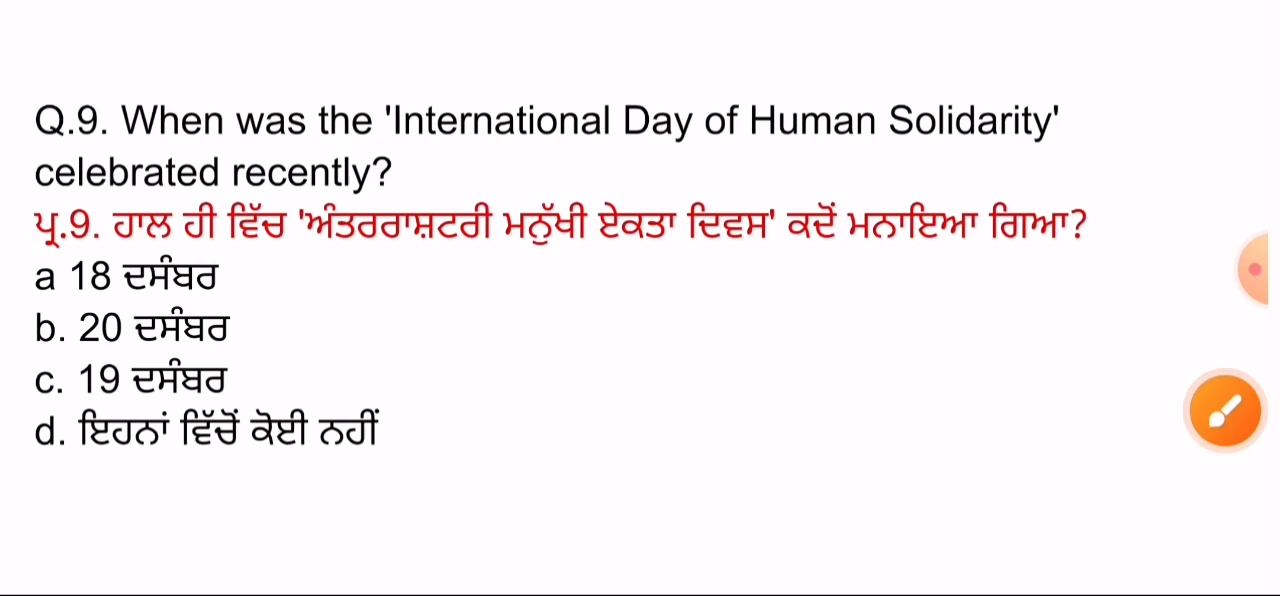 Q.9. When was the 'International Day of Human Solidarity'
celebrated recently?
ਪ੍ਰ.9. ਹਾਲ ਹੀ ਵਿੱਚ 'ਅੰਤਰਰਾਸ਼ਟਰੀ ਮਨੁੱਖੀ ਏਕਤਾ ਦਿਵਸ' ਕਦੋਂ ਮਨਾਇਆ ਗਿਆ?
a 18 ਦਸੰਬਰ
b. 20 ਦਸੰਬਰ
c. 19 ਦਸੰਬਰ
d. ਇਹਨਾਂ ਵਿੱਚੋਂ ਕੋਈ ਨਹੀਂ